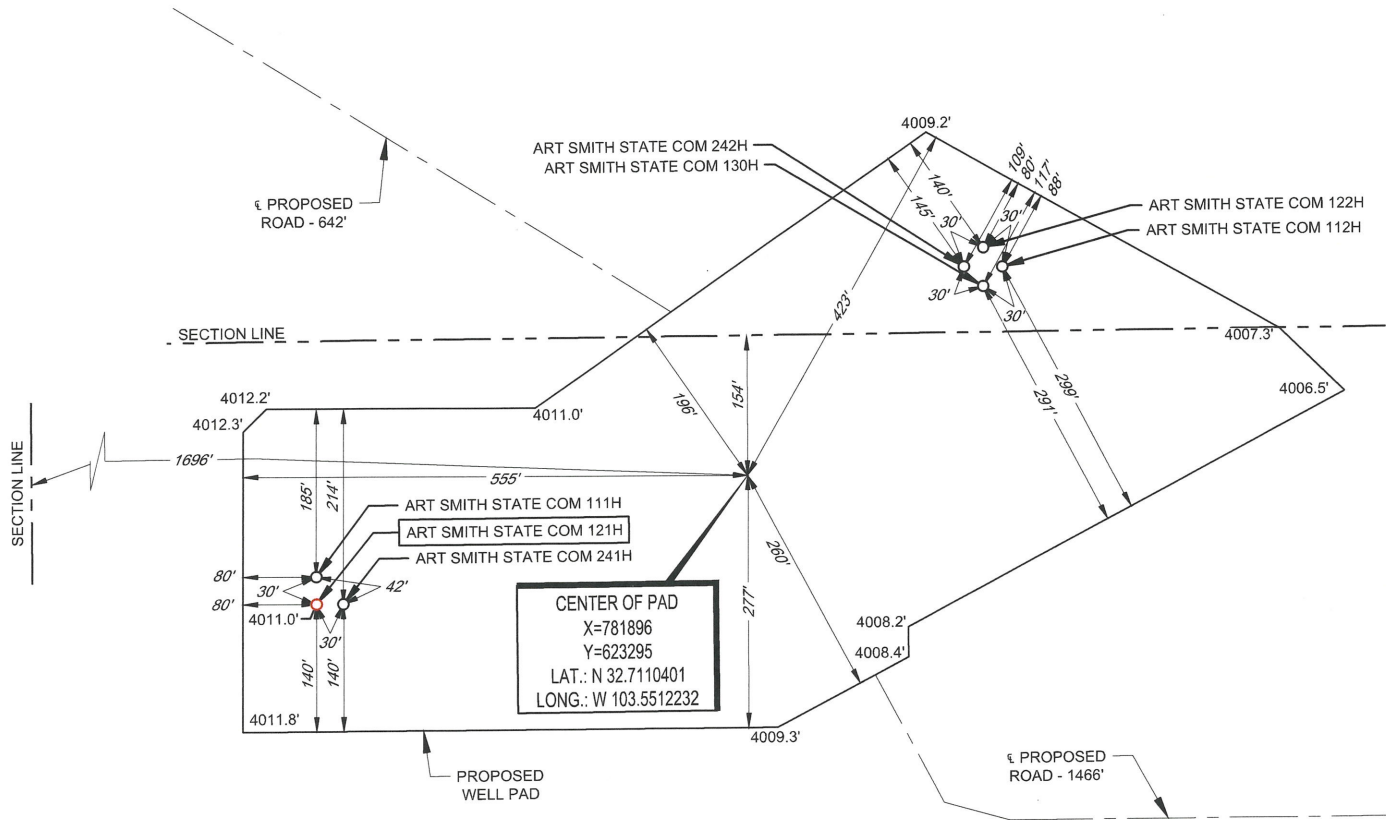 4009.2'
ART SMITH STATE COM 242H
ART SMITH STATE COM 130H
109'
80'
117'
88'
℄ PROPOSED
ROAD - 642'
140'
145'
30'
30'
ART SMITH STATE COM 122H
ART SMITH STATE COM 112H
30'
30'
423'
SECTION LINE
4007.3'
154'
196'
4006.5'
299'
291'
4012.2'
4011.0'
4012.3'
SECTION LINE
1696'
555'
185'
214'
ART SMITH STATE COM 111H
ART SMITH STATE COM 121H
ART SMITH STATE COM 241H
260'
80'
30'
42'
80'
4011.0'
30'
277'
CENTER OF PAD
X=781896
Y=623295
LAT.: N 32.7110401
LONG.: W 103.5512232
4008.2'
4008.4'
140'
140'
4011.8'
4009.3'
PROPOSED
WELL PAD
℄ PROPOSED
ROAD - 1466'